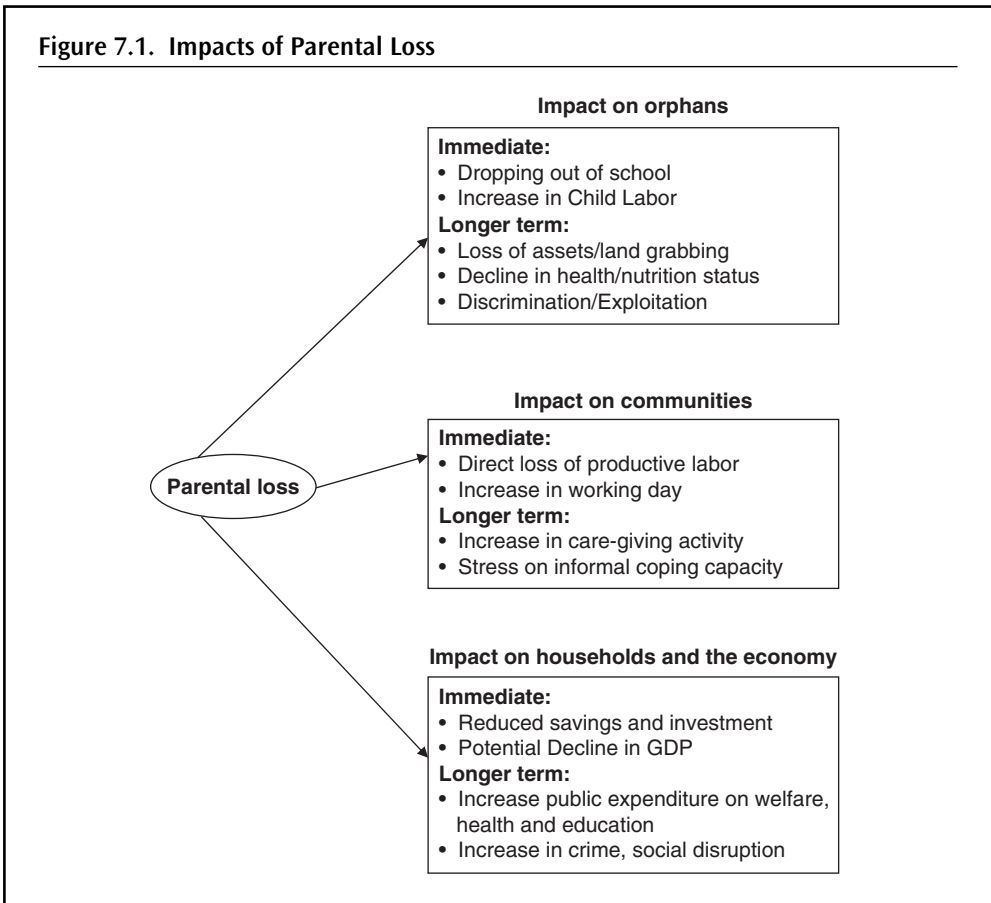 Figure 7.1. Impacts of Parental Loss
Impact on orphans
Immediate:
• Dropping out of school
• Increase in Child Labor
Longer term:
• Loss of assets/land grabbing
• Decline in health/nutrition status
• Discrimination/Exploitation
Impact on communities
Immediate:
• Direct loss of productive labor
• Increase in working day
Longer term:
• Increase in care-giving activity
• Stress on informal coping capacity
Parental loss
Impact on households and the economy
Immediate:
• Reduced savings and investment
• Potential Decline in GDP
Longer term:
• Increase public expenditure on welfare,
health and education
• Increase in crime, social disruption